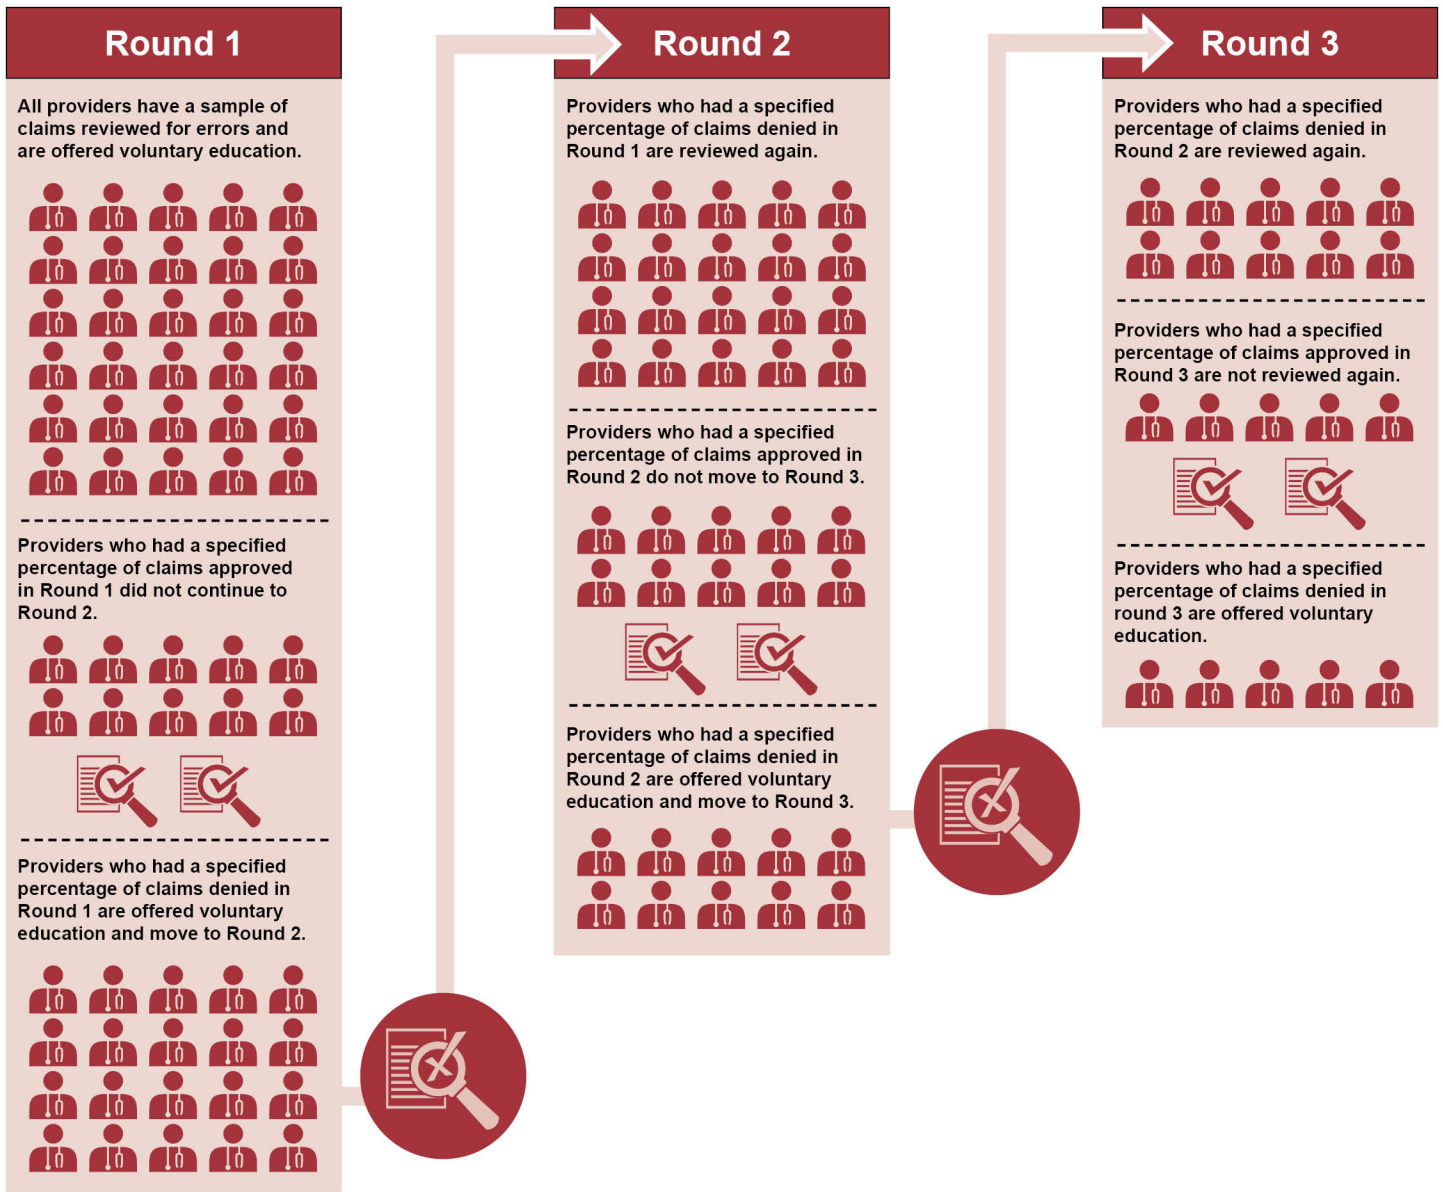 Round 1
All providers have a sample of
claims reviewed for errors and
are offered voluntary education.
Providers who had a specified
percentage of claims approved
in Round 1 did not continue to
Round 2.
Providers who had a specified
percentage of claims denied in
Round 1 are offered voluntary
education and move to Round 2.
Round 2
Providers who had a specified
percentage of claims denied in
Round 1 are reviewed again.
Providers who had a specified
percentage of claims approved in
Round 2 do not move to Round 3.
Providers who had a specified
percentage of claims denied in
Round 2 are offered voluntary
education and move to Round 3.
Round 3
Providers who had a specified
percentage of claims denied in
Round 2 are reviewed again.
Providers who had a specified
percentage of claims approved in
Round 3 are not reviewed again.
Providers who had a specified
percentage of claims denied in
round 3 are offered voluntary
education.